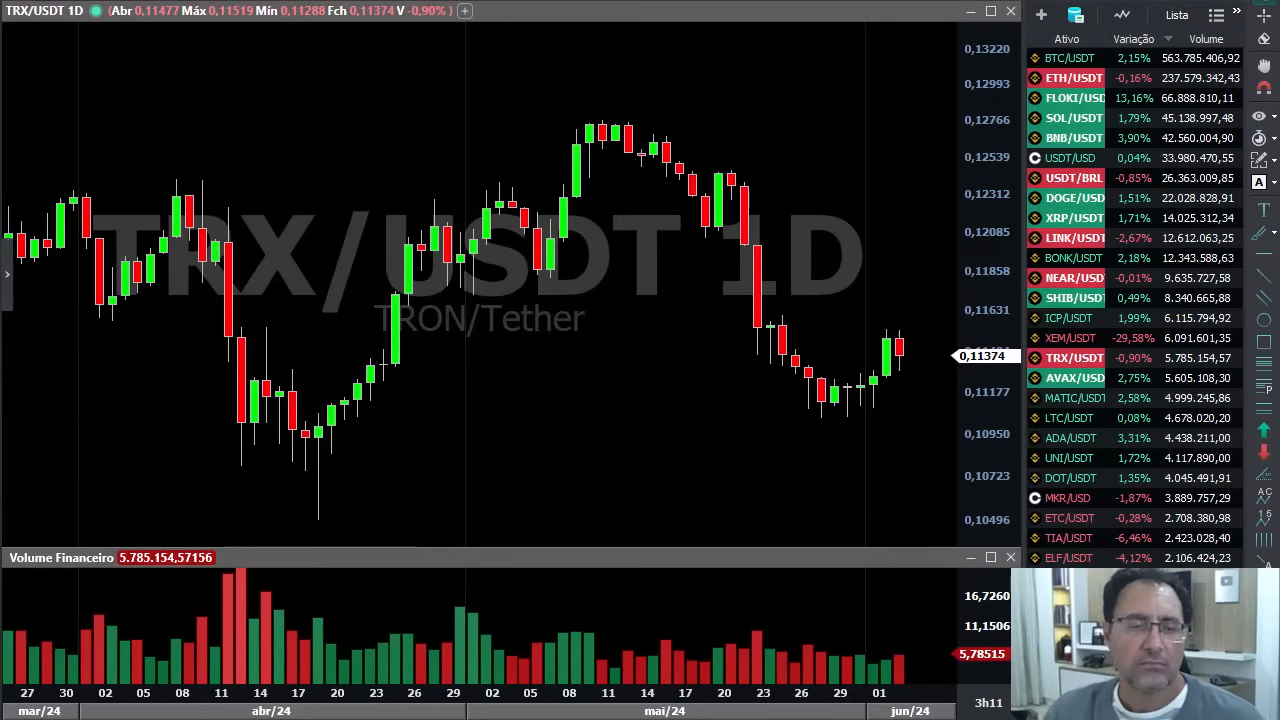 TRX/USDT 1D (Abr 0,11477 Máx 0,11519 Mín 0,11288 Fch 0,11374 V -0,90% )
TRX/USDT 1D
TRON/Tether
0,13220
0,12993
0,12766
0,12539
0,12312
0,12085
0,11858
0,11631
0,11374
0,11177
0,10950
0,10723
0,10496
Lista
Ativo Variação Volume
BTC/USDT 2,15% 563.785.406,92
ETH/USDT -0,16% 237.579.342,43
FLOKI/USD 13,16% 66.888.810,11
SOL/USDT 1,79% 45.138.997,48
BNB/USDT 3,90% 42.560.004,90
USDT/USD 0,04% 33.980.470,55
USDT/BRL -0,85% 26.363.009,85
DOGE/USD 1,51% 22.028.828,91
XRP/USDT 1,71% 14.025.312,34
LINK/USDT -2,67% 12.612.063,25
BONK/USDT 2,18% 12.343.588,63
NEAR/USD -0,01% 9.635.727,58
SHIB/USDT 0,49% 8.340.665,88
ICP/USDT 1,99% 6.115.794,92
XEM/USDT -29,58% 6.091.601,35
TRX/USDT -0,90% 5.785.154,57
AVAX/USD 2,75% 5.605.108,30
MATIC/USDT 2,58% 4.999.245,86
LTC/USDT 0,08% 4.678.020,20
ADA/USDT 3,31% 4.438.211,00
UNI/USDT 1,72% 4.117.890,00
DOT/USDT 1,35% 4.045.491,91
MKR/USD -1,87% 3.889.757,29
ETC/USDT -0,28% 2.708.380,98
TIA/USDT -6,46% 2.423.028,40
ELF/USDT -4,12% 2.106.424,23
A
T
P
AC
1 5
Volume Financeiro 5.785.154,57156
16,7260
11,1506
5,78515
27 30 02 05 08 11 14 17 20 23 26 29 02 05 08 11 14 17 20 23 26 29 01
3h11
mar/24 abr/24 mai/24 jun/24